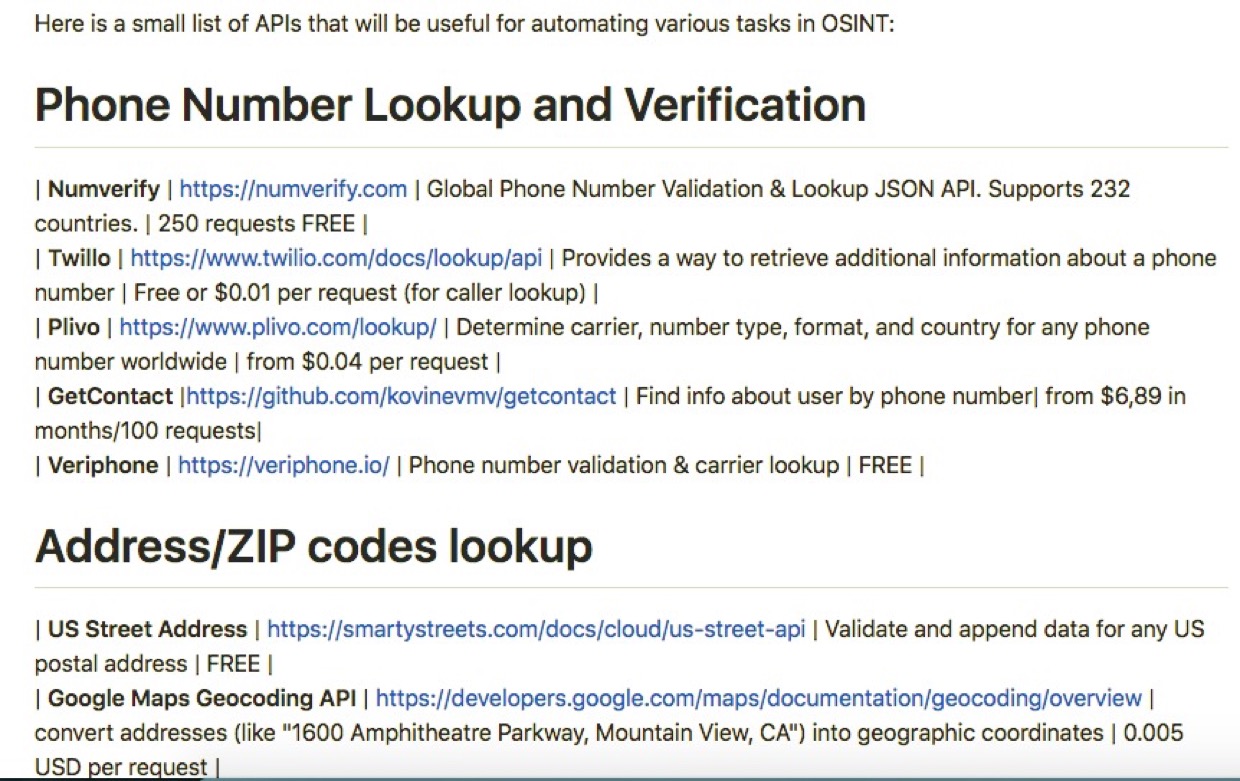 Here is a small list of APIs that will be useful for automating various tasks in OSINT:
Phone Number Lookup and Verification
| Numverify | https://numverify.com | Global Phone Number Validation & Lookup JSON API. Supports 232
countries. | 250 requests FREE |
| Twillo | https://www.twilio.com/docs/lookup/api | Provides a way to retrieve additional information about a phone
number | Free or $0.01 per request (for caller lookup) |
| Plivo | https://www.plivo.com/lookup/ | Determine carrier, number type, format, and country for any phone
number worldwide | from $0.04 per request |
| GetContact |https://github.com/kovinevmv/getcontact | Find info about user by phone number| from $6,89 in
months/100 requests|
| Veriphone | https://veriphone.io/ | Phone number validation & carrier lookup | FREE |
Address/ZIP codes lookup
| US Street Address | https://smartystreets.com/docs/cloud/us-street-api | Validate and append data for any US
postal address | FREE |
| Google Maps Geocoding API | https://developers.google.com/maps/documentation/geocoding/overview |
convert addresses (like "1600 Amphitheatre Parkway, Mountain View, CA") into geographic coordinates | 0.005
USD per request |